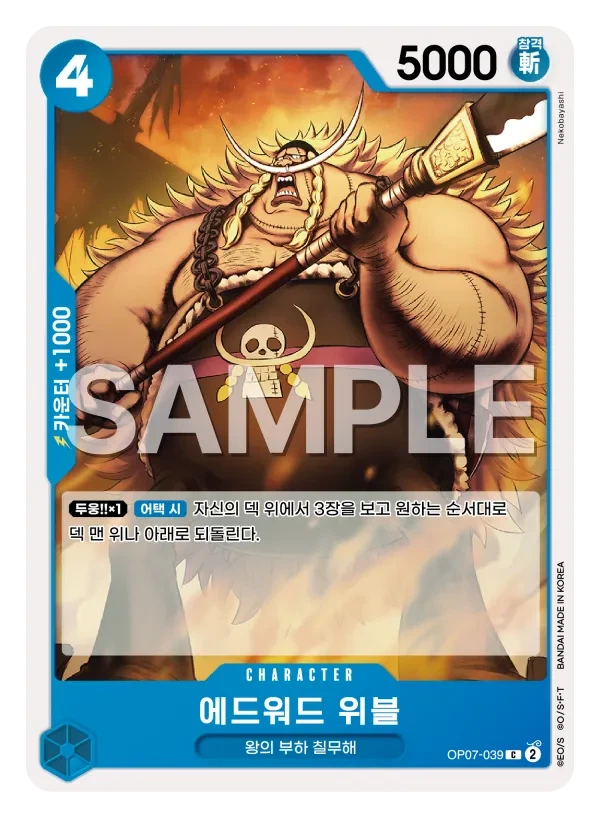 4
5000
참격
斬
Nekobayashi
카운터 +1000
SAMPLE
두웅!!×1 어택 시 자신의 덱 위에서 3장을 보고 원하는 순서대로
덱 맨 위나 아래로 되돌린다.
CHARACTER
에드워드 위블
왕의 부하 칠무해
OP07-039 C 2
©EO/S ©O/S·F·T BANDAI MADE IN KOREA